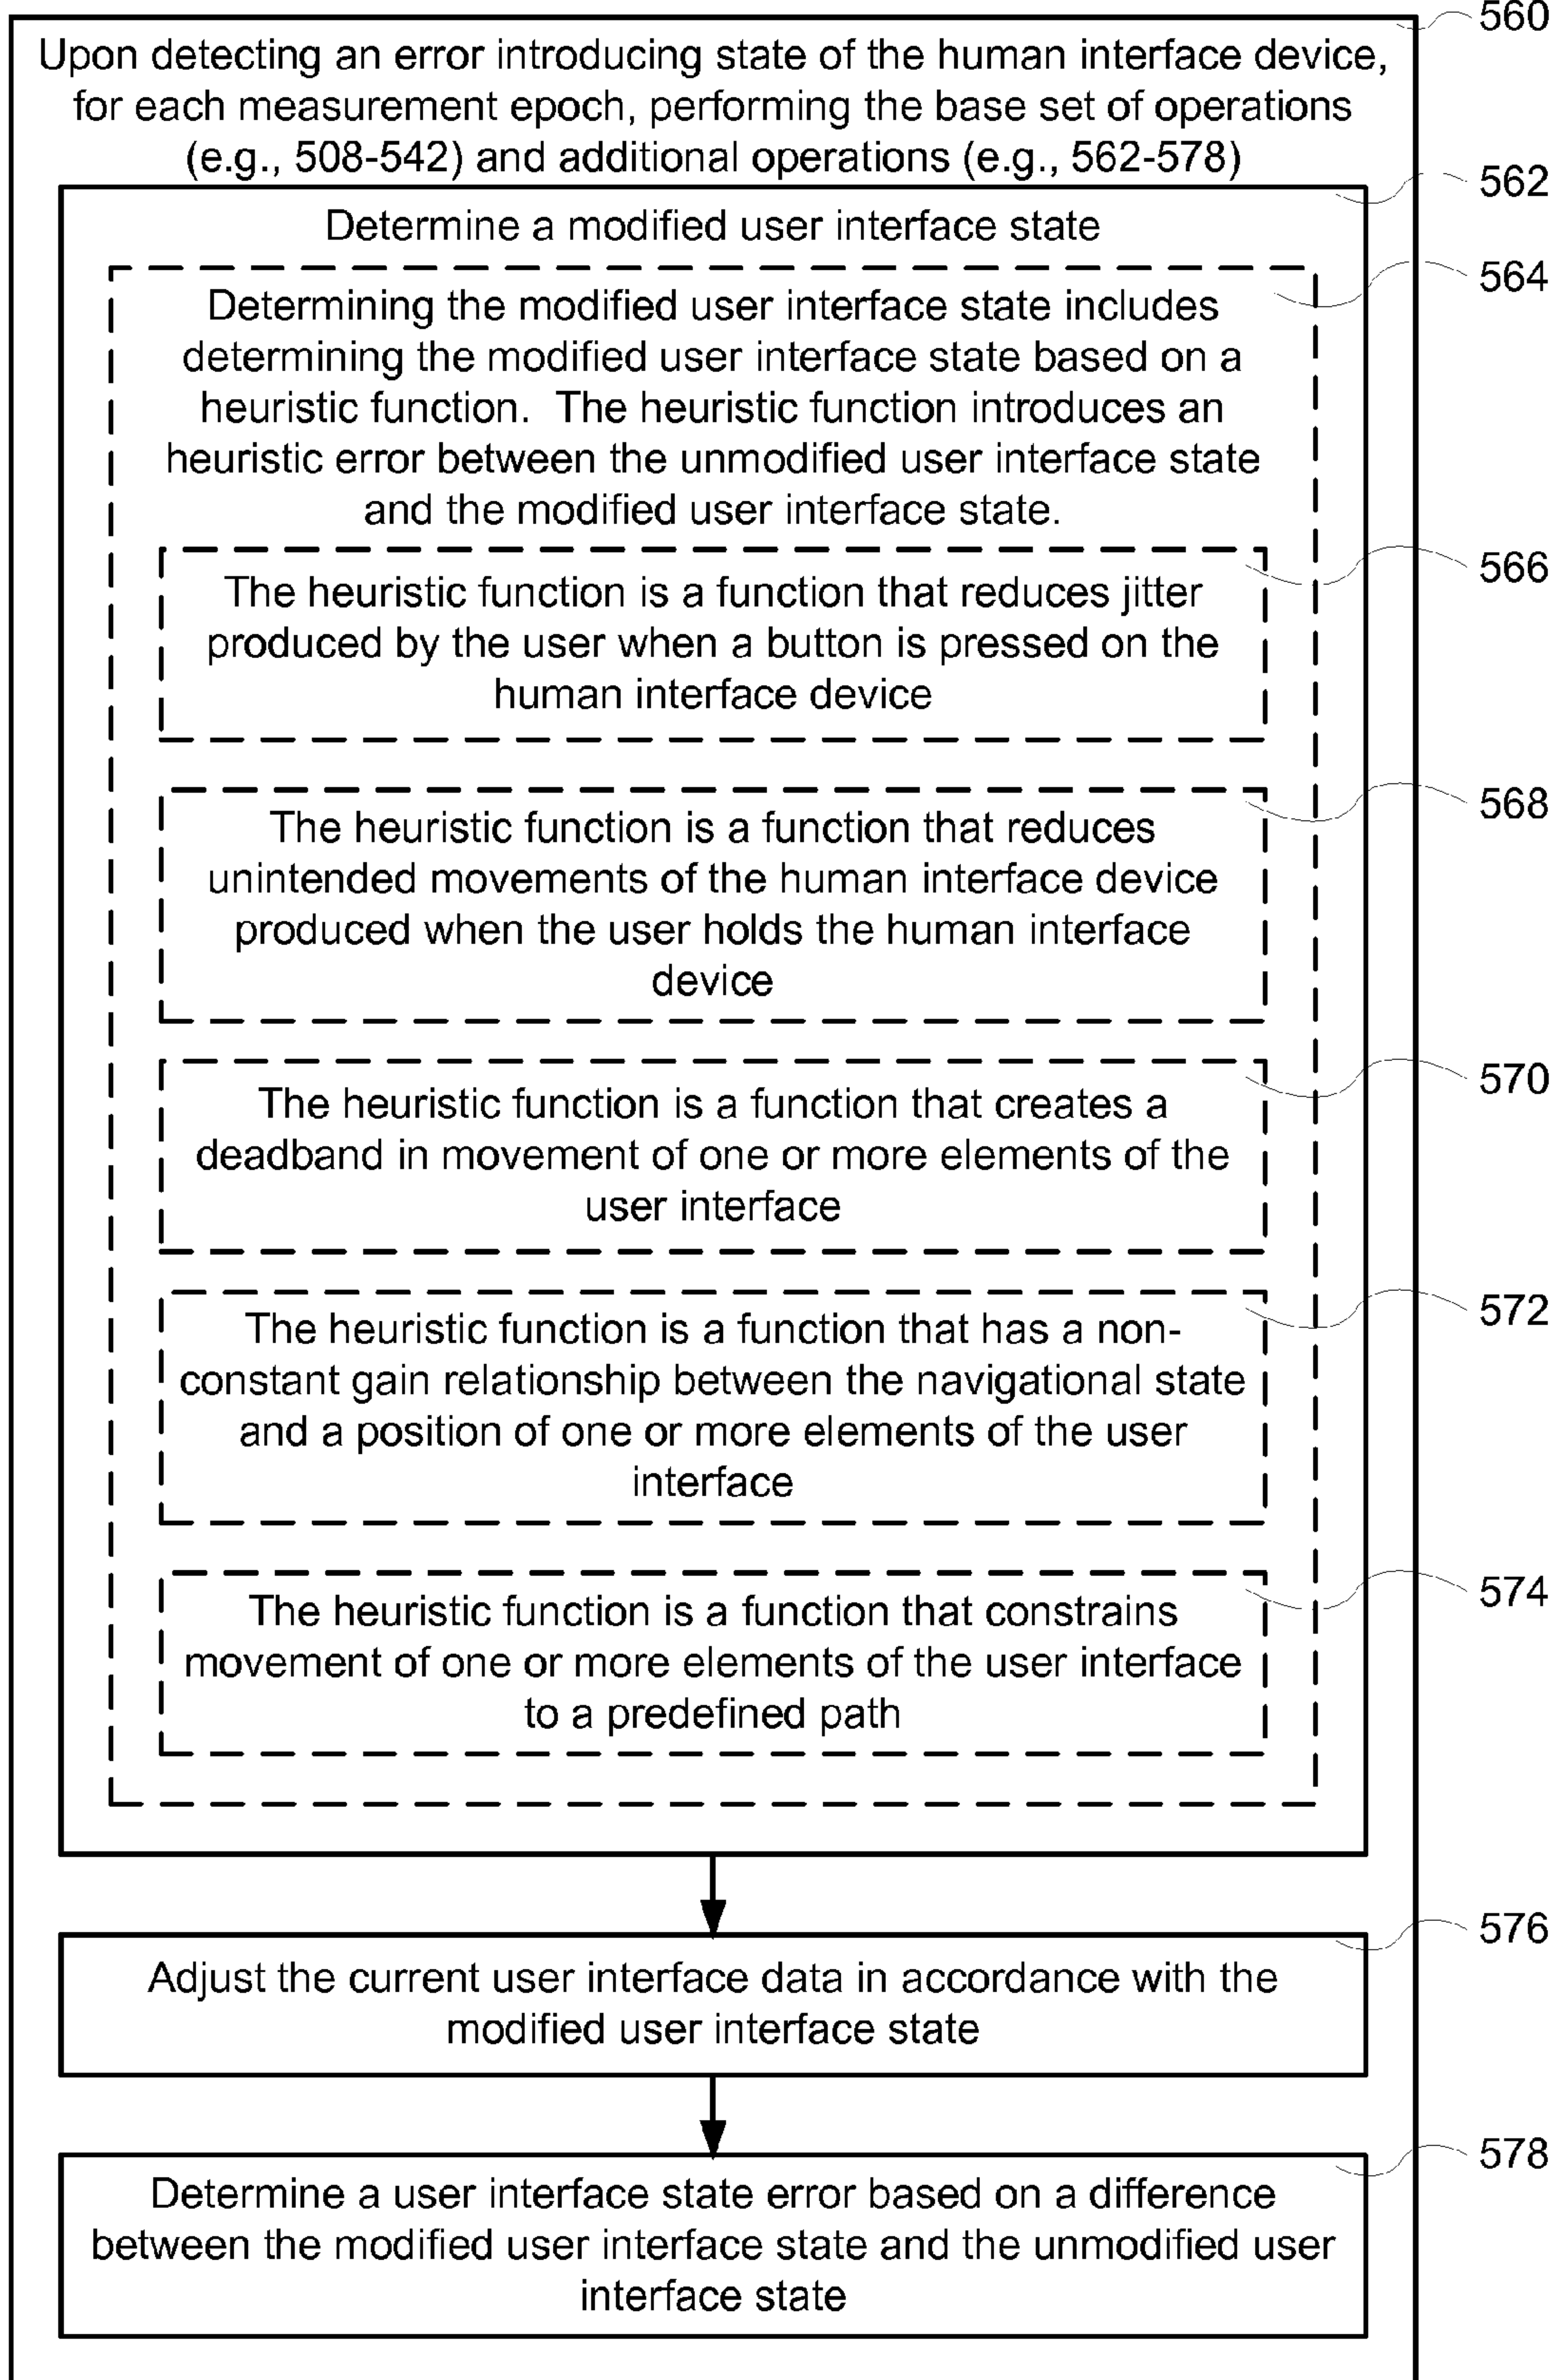 560
Upon detecting an error introducing state of the human interface device,
for each measurement epoch, performing the base set of operations
(e.g., 508-542) and additional operations (e.g., 562-578)
562
Determine a modified user interface state
564
Determining the modified user interface state includes
determining the modified user interface state based on a
heuristic function.  The heuristic function introduces an
heuristic error between the unmodified user interface state
and the modified user interface state.
566
The heuristic function is a function that reduces jitter
produced by the user when a button is pressed on the
human interface device
568
The heuristic function is a function that reduces
unintended movements of the human interface device
produced when the user holds the human interface
device
570
The heuristic function is a function that creates a
deadband in movement of one or more elements of the
user interface
572
The heuristic function is a function that has a non-
constant gain relationship between the navigational state
and a position of one or more elements of the user
interface
574
The heuristic function is a function that constrains
movement of one or more elements of the user interface
to a predefined path
576
Adjust the current user interface data in accordance with the
modified user interface state
578
Determine a user interface state error based on a difference
between the modified user interface state and the unmodified user
interface state